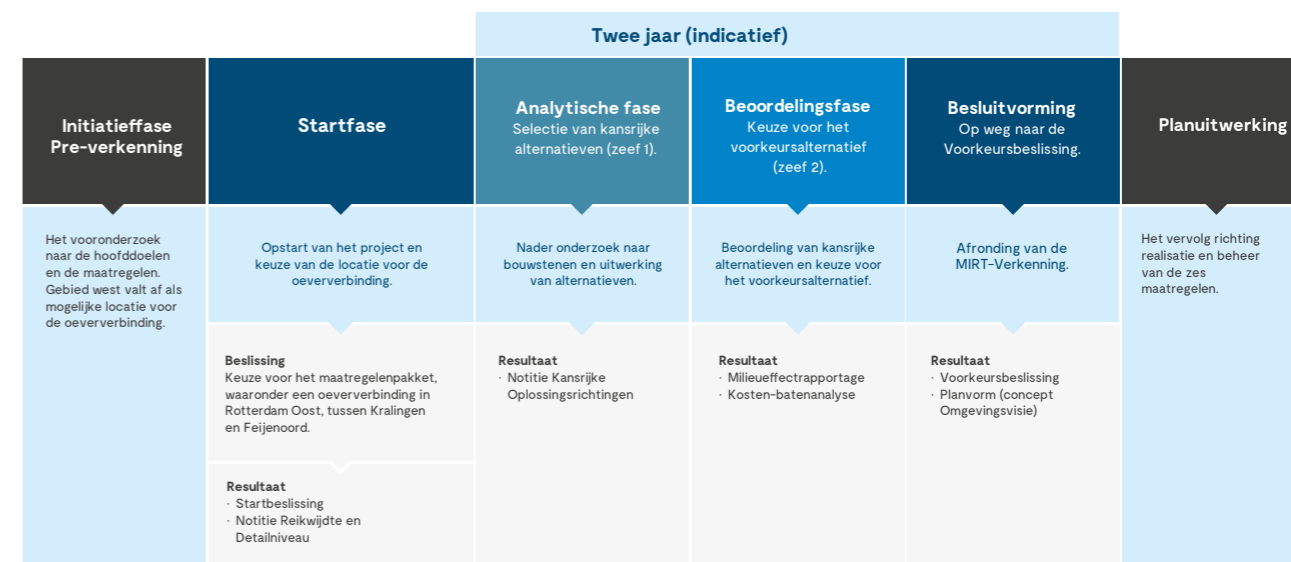 Twee jaar (indicatief)
Initiatieffase
Pre-verkenning
Het vooronderzoek
naar de hoofddoelen
en de maatregelen.
Gebied west valt af als
mogelijke locatie voor
de oeververbinding.
Startfase
Opstart van het project en
keuze van de locatie voor de
oeververbinding.
Beslissing
Keuze voor het maatregelenpakket,
waaronder een oeververbinding in
Rotterdam Oost, tussen Kralingen
en Feijenoord.
Resultaat
· Startbeslissing
· Notitie Reikwijdte en
Detailniveau
Analytische fase
Selectie van kansrijke
alternatieven (zeef 1).
Nader onderzoek naar
bouwstenen en uitwerking
van alternatieven.
Resultaat
· Notitie Kansrijke
Oplossingsrichtingen
Beoordelingsfase
Keuze voor het
voorkeursalternatief
(zeef 2).
Beoordeling van kansrijke
alternatieven en keuze voor
het voorkeursalternatief.
Resultaat
· Milieueffectrapportage
· Kosten-batenanalyse
Besluitvorming
Op weg naar de
Voorkeursbeslissing.
Afronding van de
MIRT-Verkenning.
Resultaat
· Voorkeursbeslissing
· Planvorm (concept
Omgevingsvisie)
Planuitwerking
Het vervolg richting
realisatie en beheer
van de zes
maatregelen.